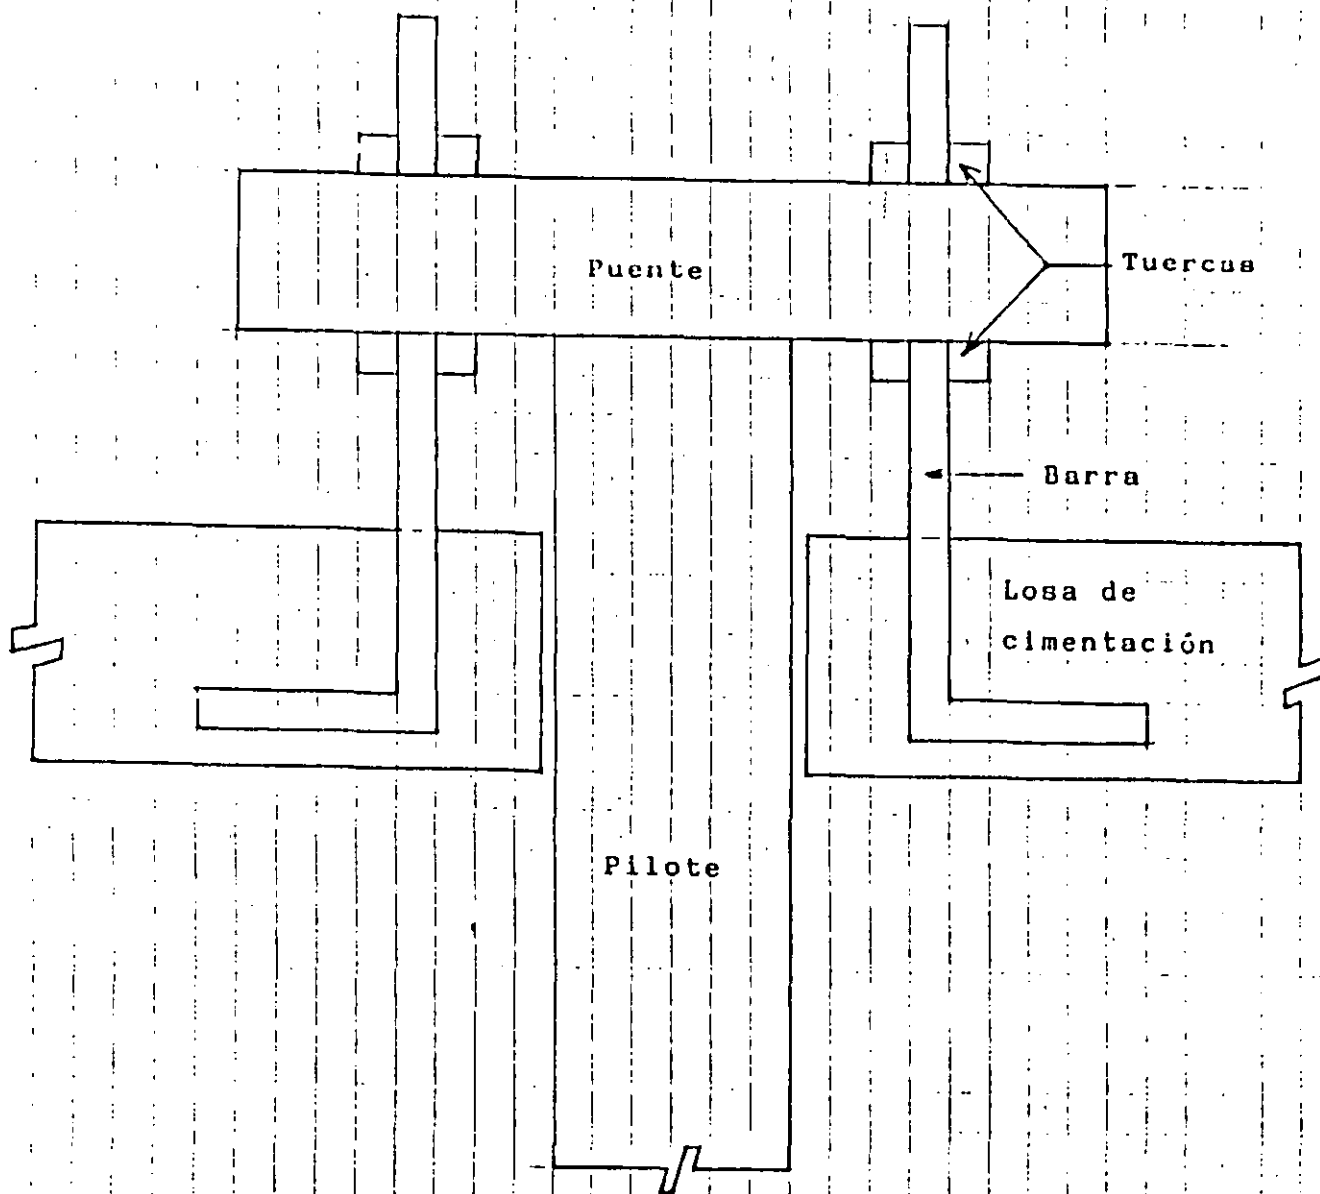 Puente
Tuercas
Barra
Losa de
cimentación
Pilote